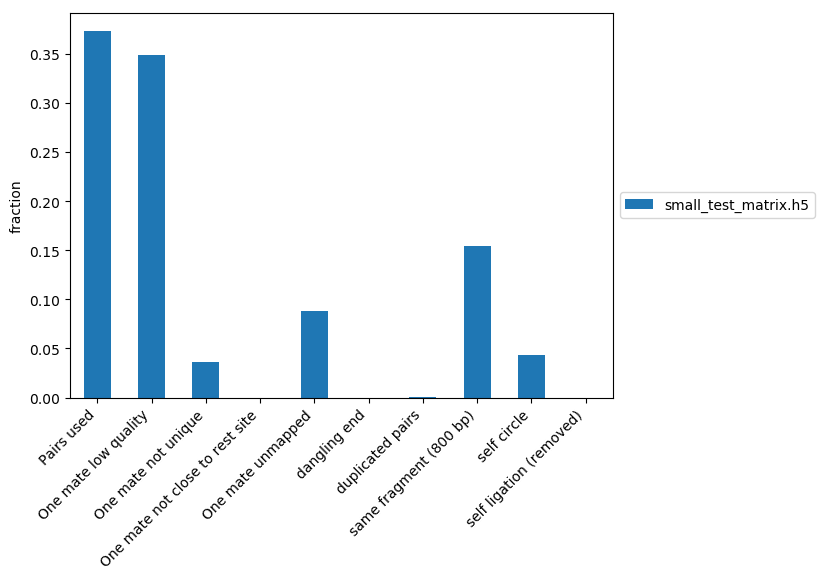 0.35
0.30
0.25
0.20
0.15
0.10
0.05
0.00
fraction
small_test_matrix.h5
Pairs used
One mate low quality
One mate not unique
One mate not close to rest site
One mate unmapped
dangling end
duplicated pairs
same fragment (800 bp)
self circle
self ligation (removed)